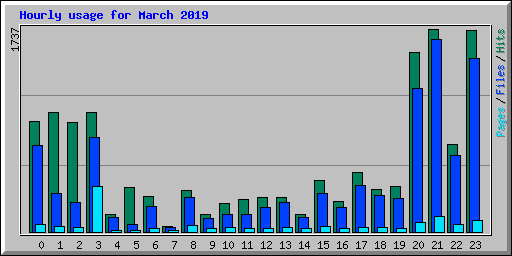 Hourly usage for March 2019
1737
Pages/Files/Hits
0 1 2 3 4 5 6 7 8 9 10 11 12 13 14 15 16 17 18 19 20 21 22 23